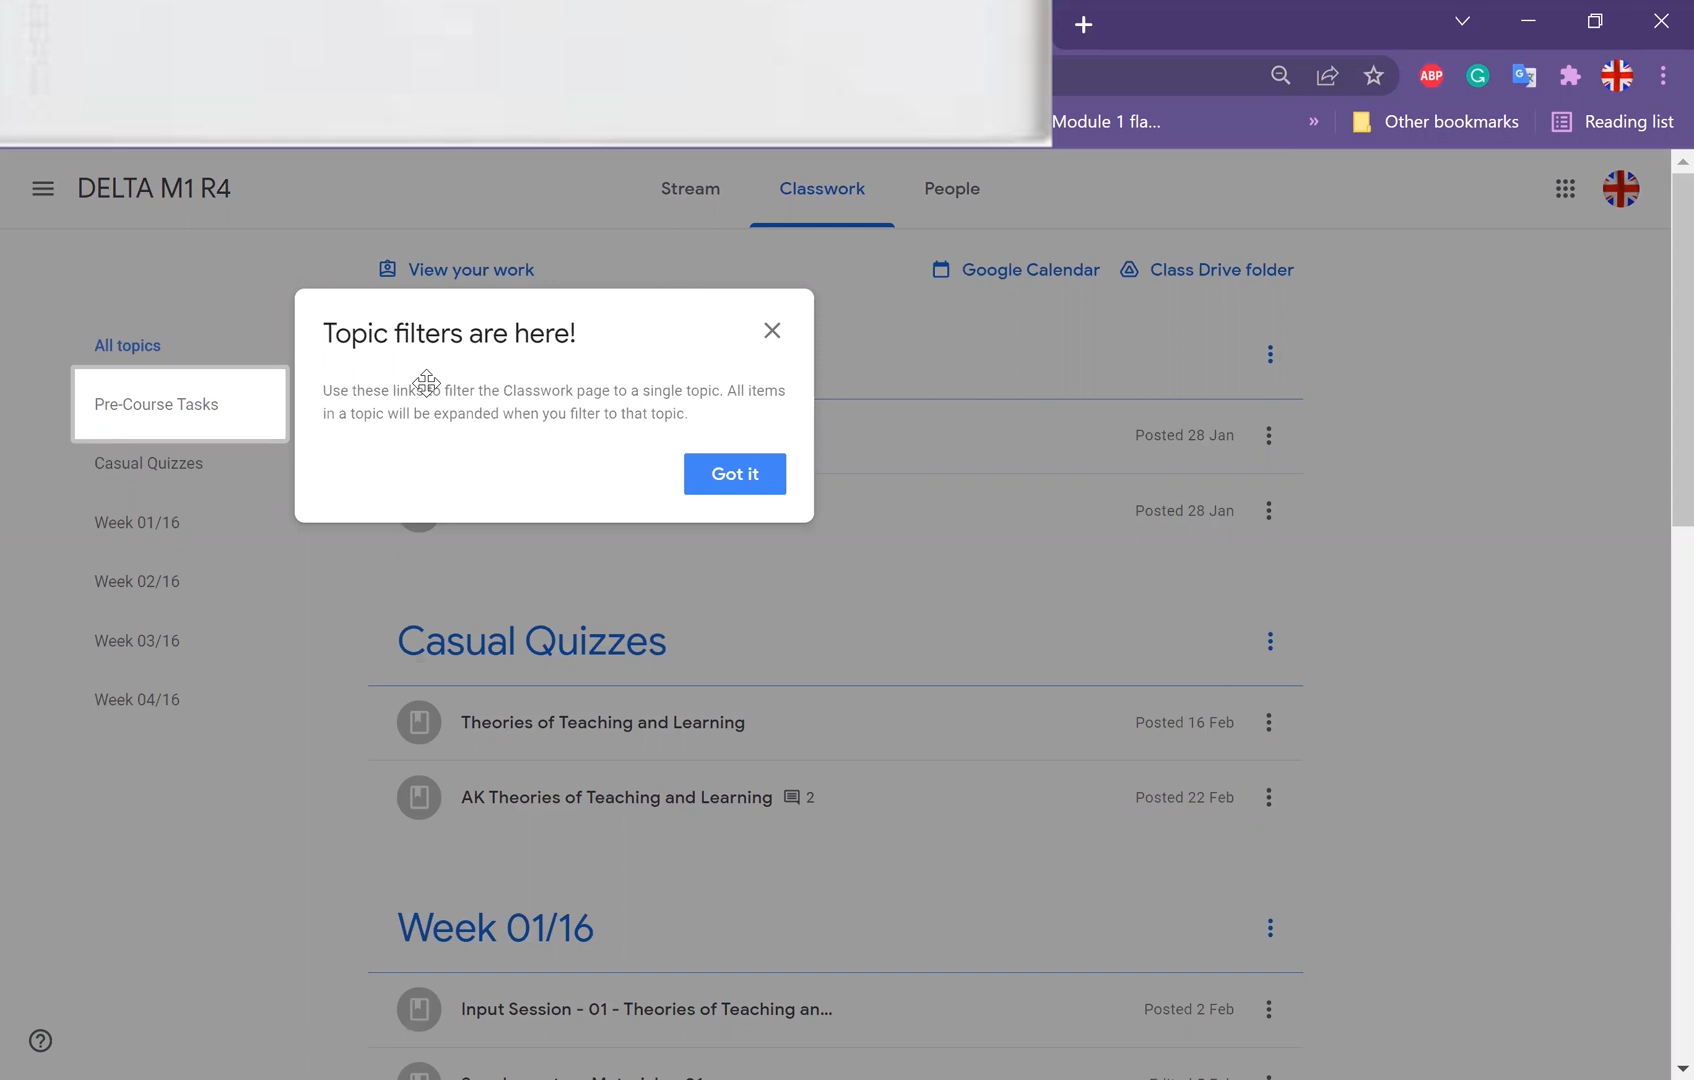 ABP
Module 1 fla...
»
Other bookmarks
Reading list
DELTA M1 R4
Stream
Classwork
People
View your work
Google Calendar
Class Drive folder
Topic filters are here!
Use these links to filter the Classwork page to a single topic. All items
in a topic will be expanded when you filter to that topic.
Got it
All topics
Pre-Course Tasks
Casual Quizzes
Week 01/16
Week 02/16
Week 03/16
Week 04/16
Posted 28 Jan
Posted 28 Jan
Casual Quizzes
Theories of Teaching and Learning
Posted 16 Feb
AK Theories of Teaching and Learning
2
Posted 22 Feb
Week 01/16
Input Session - 01 - Theories of Teaching an...
Posted 2 Feb